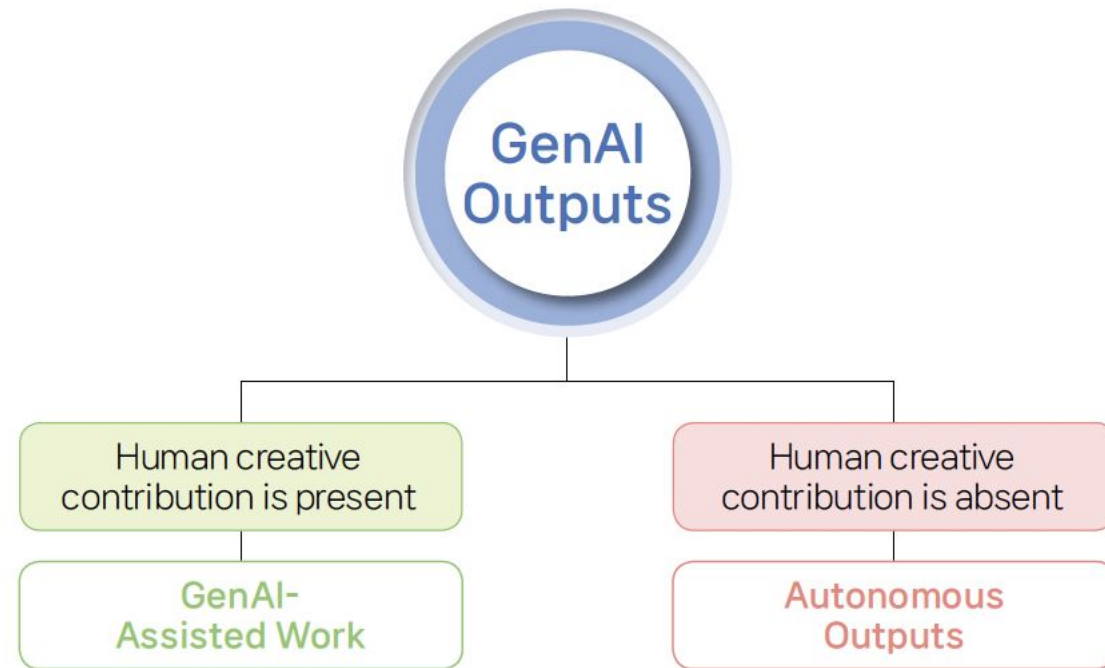 GenAI
Outputs
Human creative
contribution is present
Human creative
contribution is absent
GenAI-
Assisted Work
Autonomous
Outputs